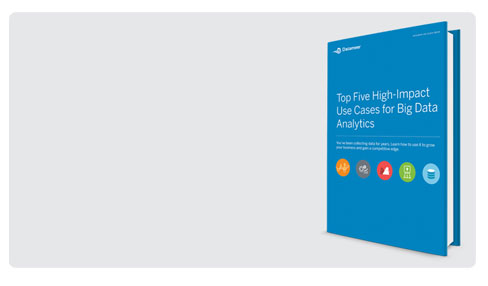 Datameer
Top Five High-Impact
Use Cases for Big Data
Analytics
You've been collecting data for years. Learn how to use it to grow
your business and gain a competitive edge.